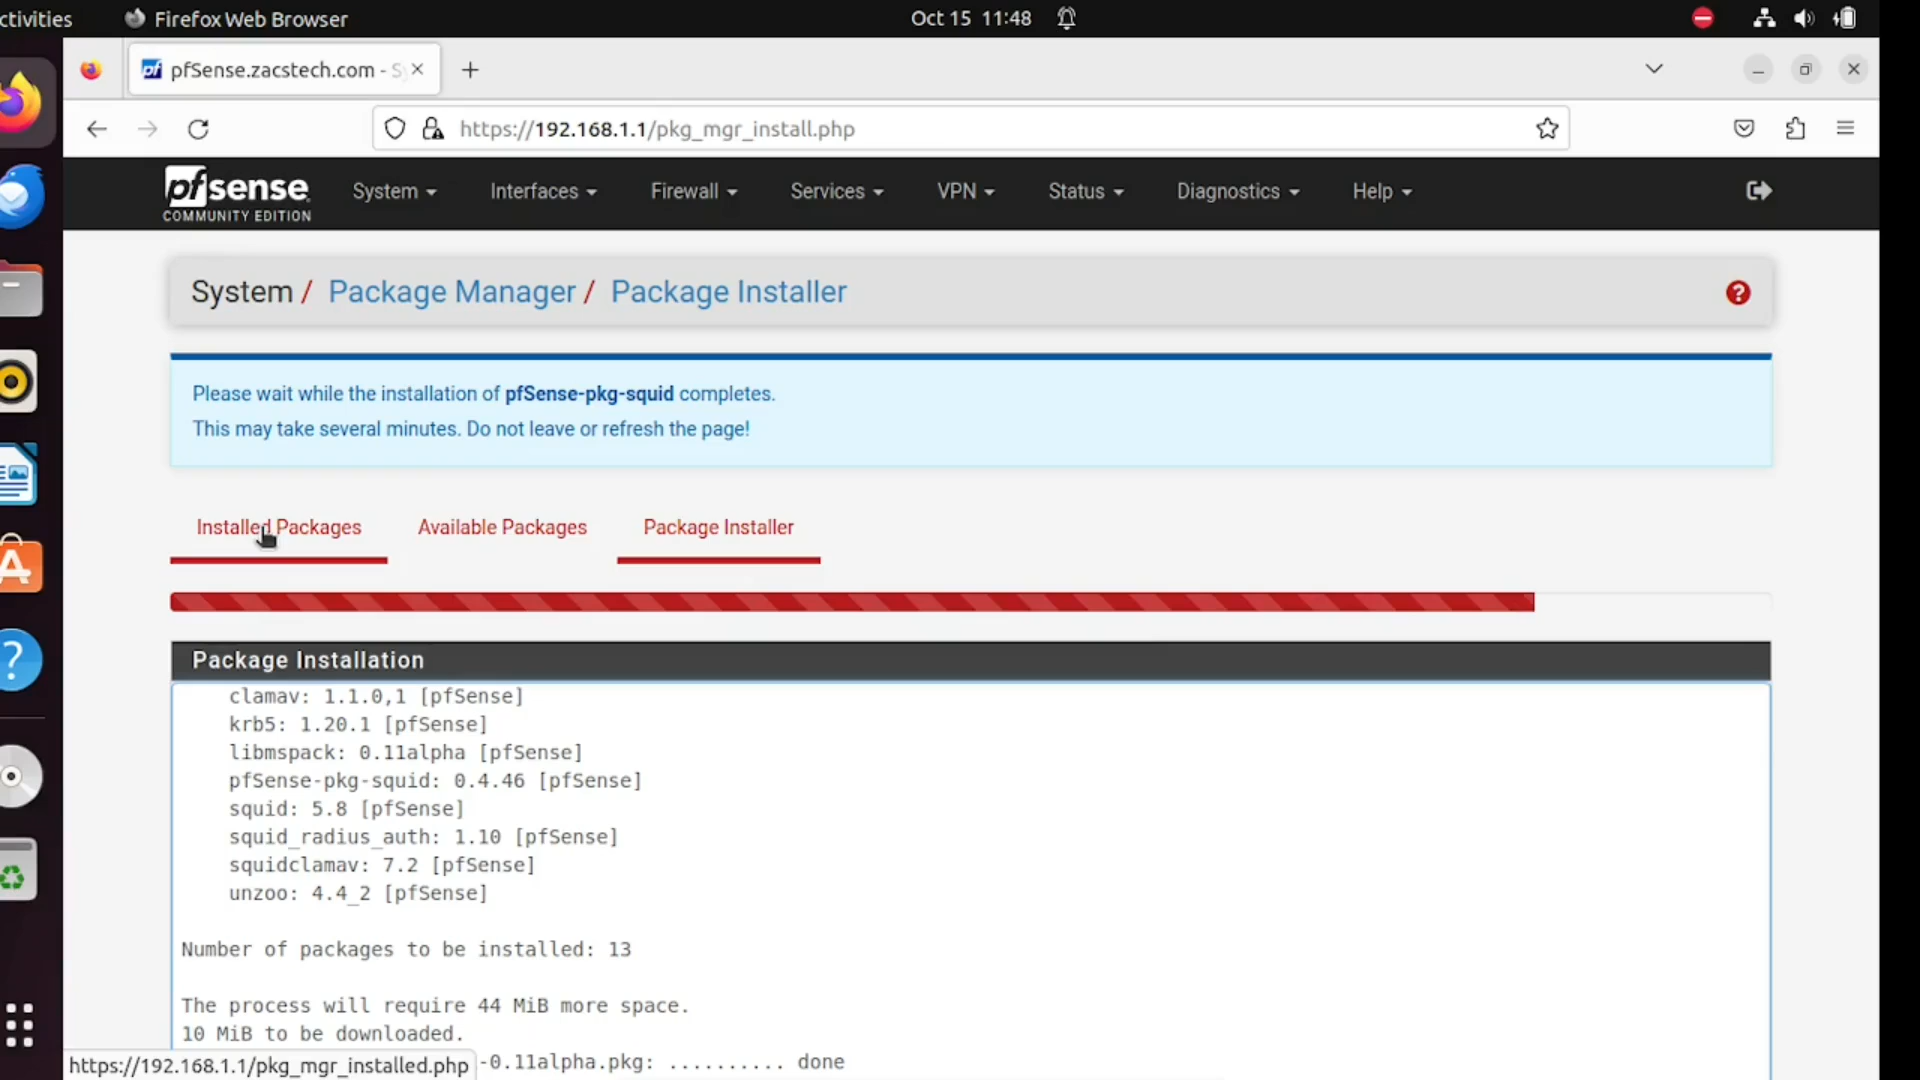 ctivities
Firefox Web Browser
Oct 15 11:48
pfSense.zacstech.com - Sy
https://192.168.1.1/pkg_mgr_install.php
pfsense
COMMUNITY EDITION
System
Interfaces
Firewall
Services
VPN
Status
Diagnostics
Help
System / Package Manager / Package Installer
Please wait while the installation of pfSense-pkg-squid completes.
This may take several minutes. Do not leave or refresh the page!
Installed Packages
Available Packages
Package Installer
Package Installation
clamav: 1.1.0,1 [pfSense]
krb5: 1.20.1 [pfSense]
libmspack: 0.11alpha [pfSense]
pfSense-pkg-squid: 0.4.46 [pfSense]
squid: 5.8 [pfSense]
squid_radius_auth: 1.10 [pfSense]
squidclamav: 7.2 [pfSense]
unzoo: 4.4_2 [pfSense]
Number of packages to be installed: 13
The process will require 44 MiB more space.
10 MiB to be downloaded.
-0.11alpha.pkg: .......... done
https://192.168.1.1/pkg_mgr_installed.php